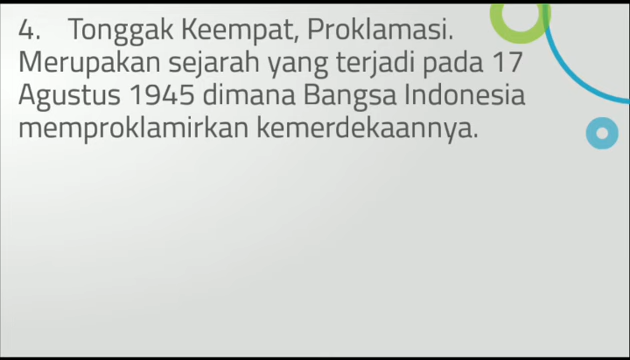 4. Tonggak Keempat, Proklamasi.
Merupakan sejarah yang terjadi pada 17
Agustus 1945 dimana Bangsa Indonesia
memproklamirkan kemerdekaannya.